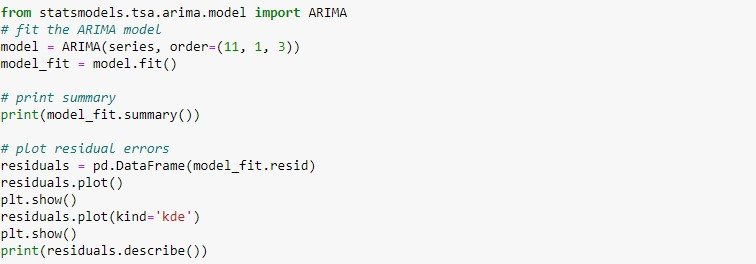 from statsmodels.tsa.arima.model import ARIMA
# fit the ARIMA model
model = ARIMA(series, order=(11, 1, 3))
model_fit = model.fit()
# print summary
print(model_fit.summary())
# plot residual errors
residuals = pd.DataFrame(model_fit.resid)
residuals.plot()
plt.show()
residuals.plot(kind='kde')
plt.show()
print(residuals.describe())